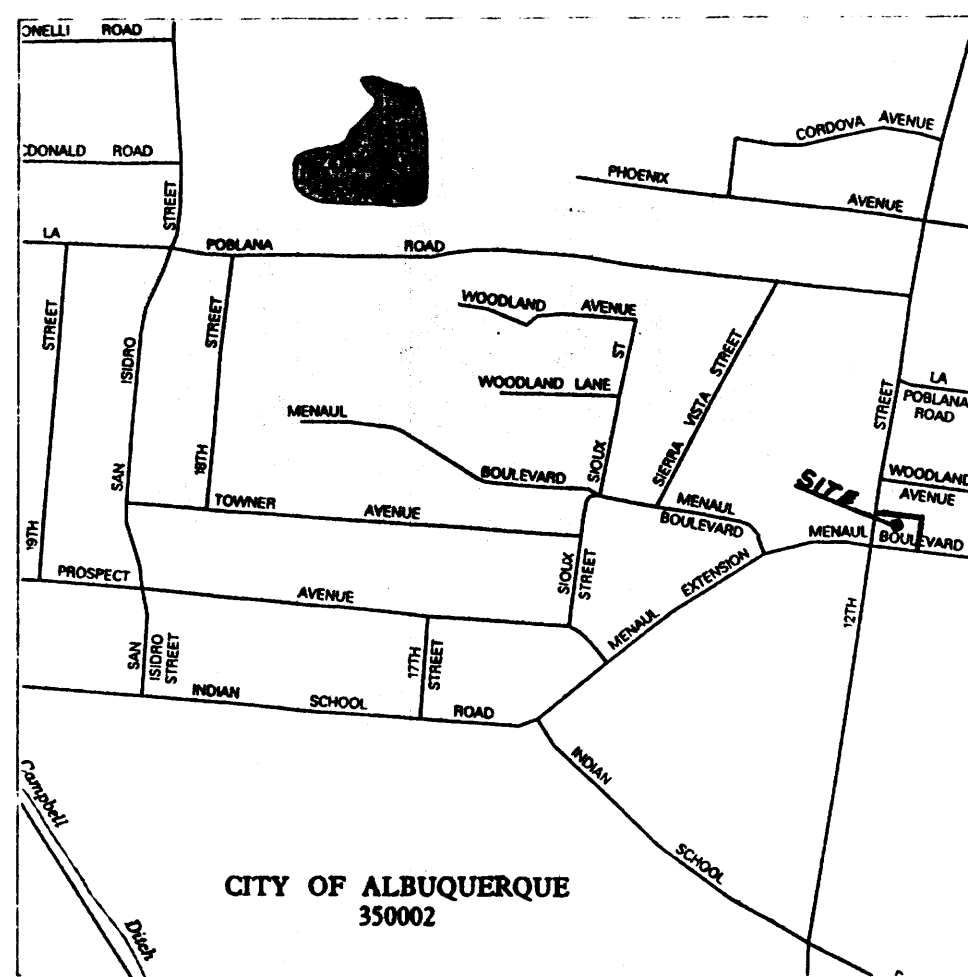 ONELLI ROAD
CORDOVA AVENUE
DONALD ROAD
PHOENIX AVENUE
STREET
LA POBLANA ROAD
STREET
STREET
WOODLAND AVENUE
ST
STREET
ISIDRO
WOODLAND LANE
VISTA
STREET
LA
POBLANA
ROAD
MENAUL
SIERRA
18TH
SAN
BOULEVARD
SIOUX
SITE
WOODLAND
AVENUE
TOWNER AVENUE
MENAUL
BOULEVARD
MENAUL BOULEVARD
19TH
PROSPECT AVENUE
SIOUX
STREET
EXTENSION
MENAUL
12TH
SAN
ISIDRO
STREET
17TH
STREET
INDIAN SCHOOL ROAD
INDIAN
SCHOOL
Campbell
Ditch
CITY OF ALBUQUERQUE
350002